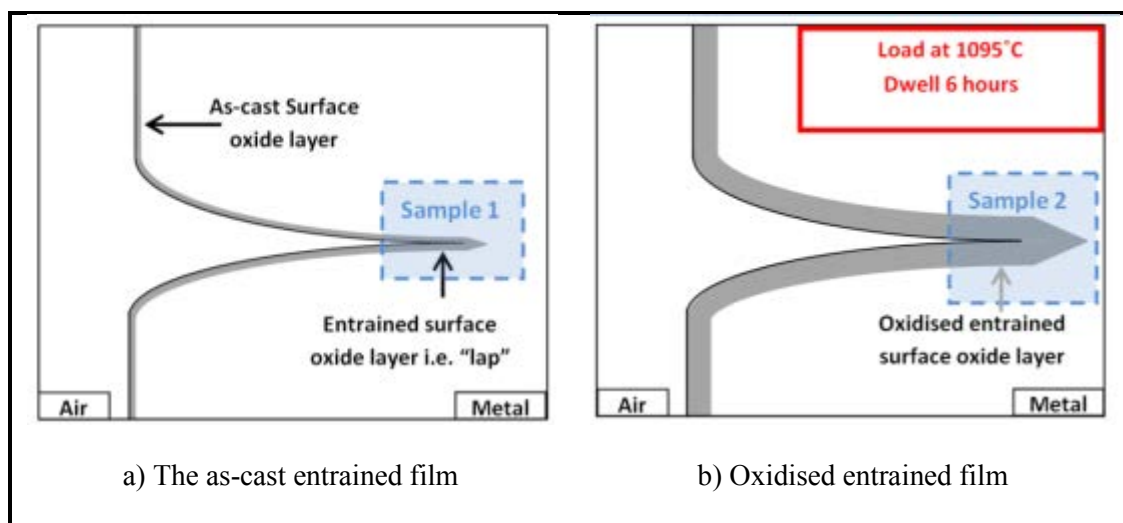 As-cast Surface
oxide layer
Sample 1
Entrained surface
oxide layer i.e. “lap”
Air
Metal
Load at 1095˚C
Dwell 6 hours
Sample 2
Oxidised entrained
surface oxide layer
Air
Metal
a) The as-cast entrained film
b) Oxidised entrained film